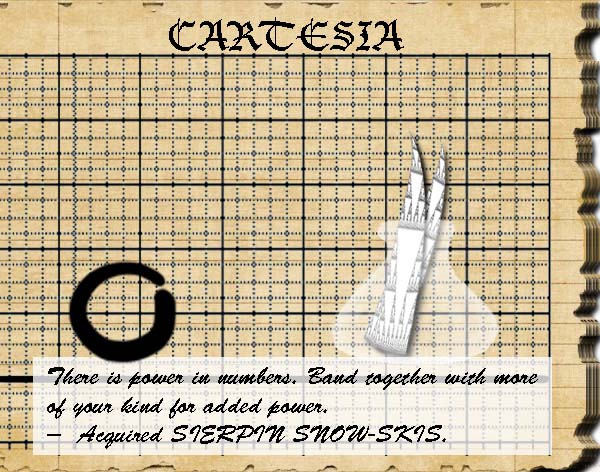 CARTESIA
There is power in numbers. Band together with more
of your kind for added power.
– Acquired SIERPIN SNOW-SKIS.